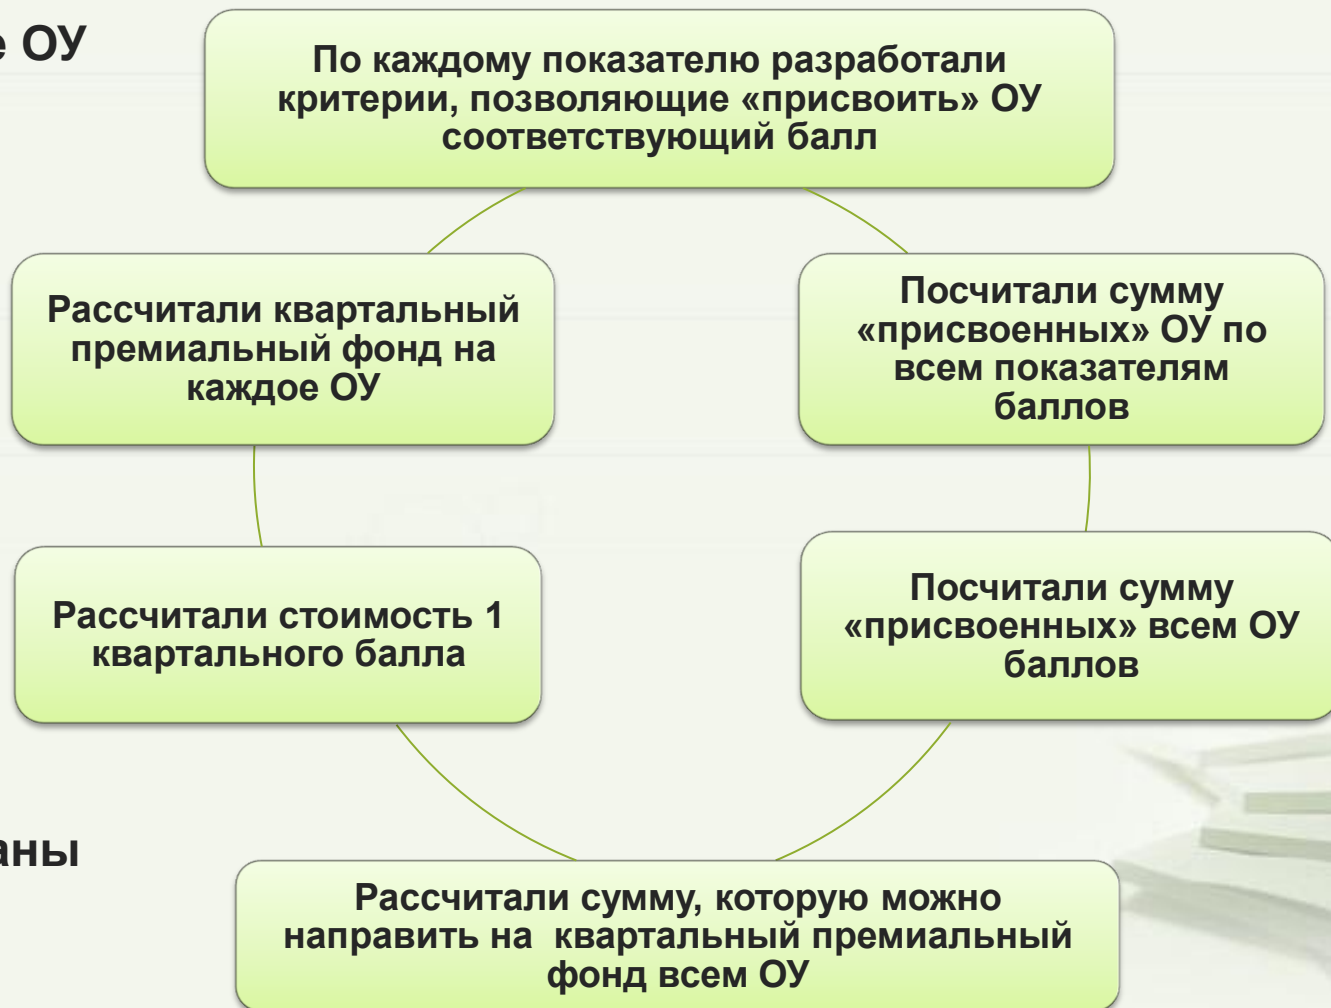 е ОУ
По каждому показателю разработали
критерии, позволяющие «присвоить» ОУ
соответствующий балл
Рассчитали квартальный
премиальный фонд на
каждое ОУ
Посчитали сумму
«присвоенных» ОУ по
всем показателям
баллов
Рассчитали стоимость 1
квартального балла
Посчитали сумму
«присвоенных» всем ОУ
баллов
аны
Рассчитали сумму, которую можно
направить на квартальный премиальный
фонд всем ОУ